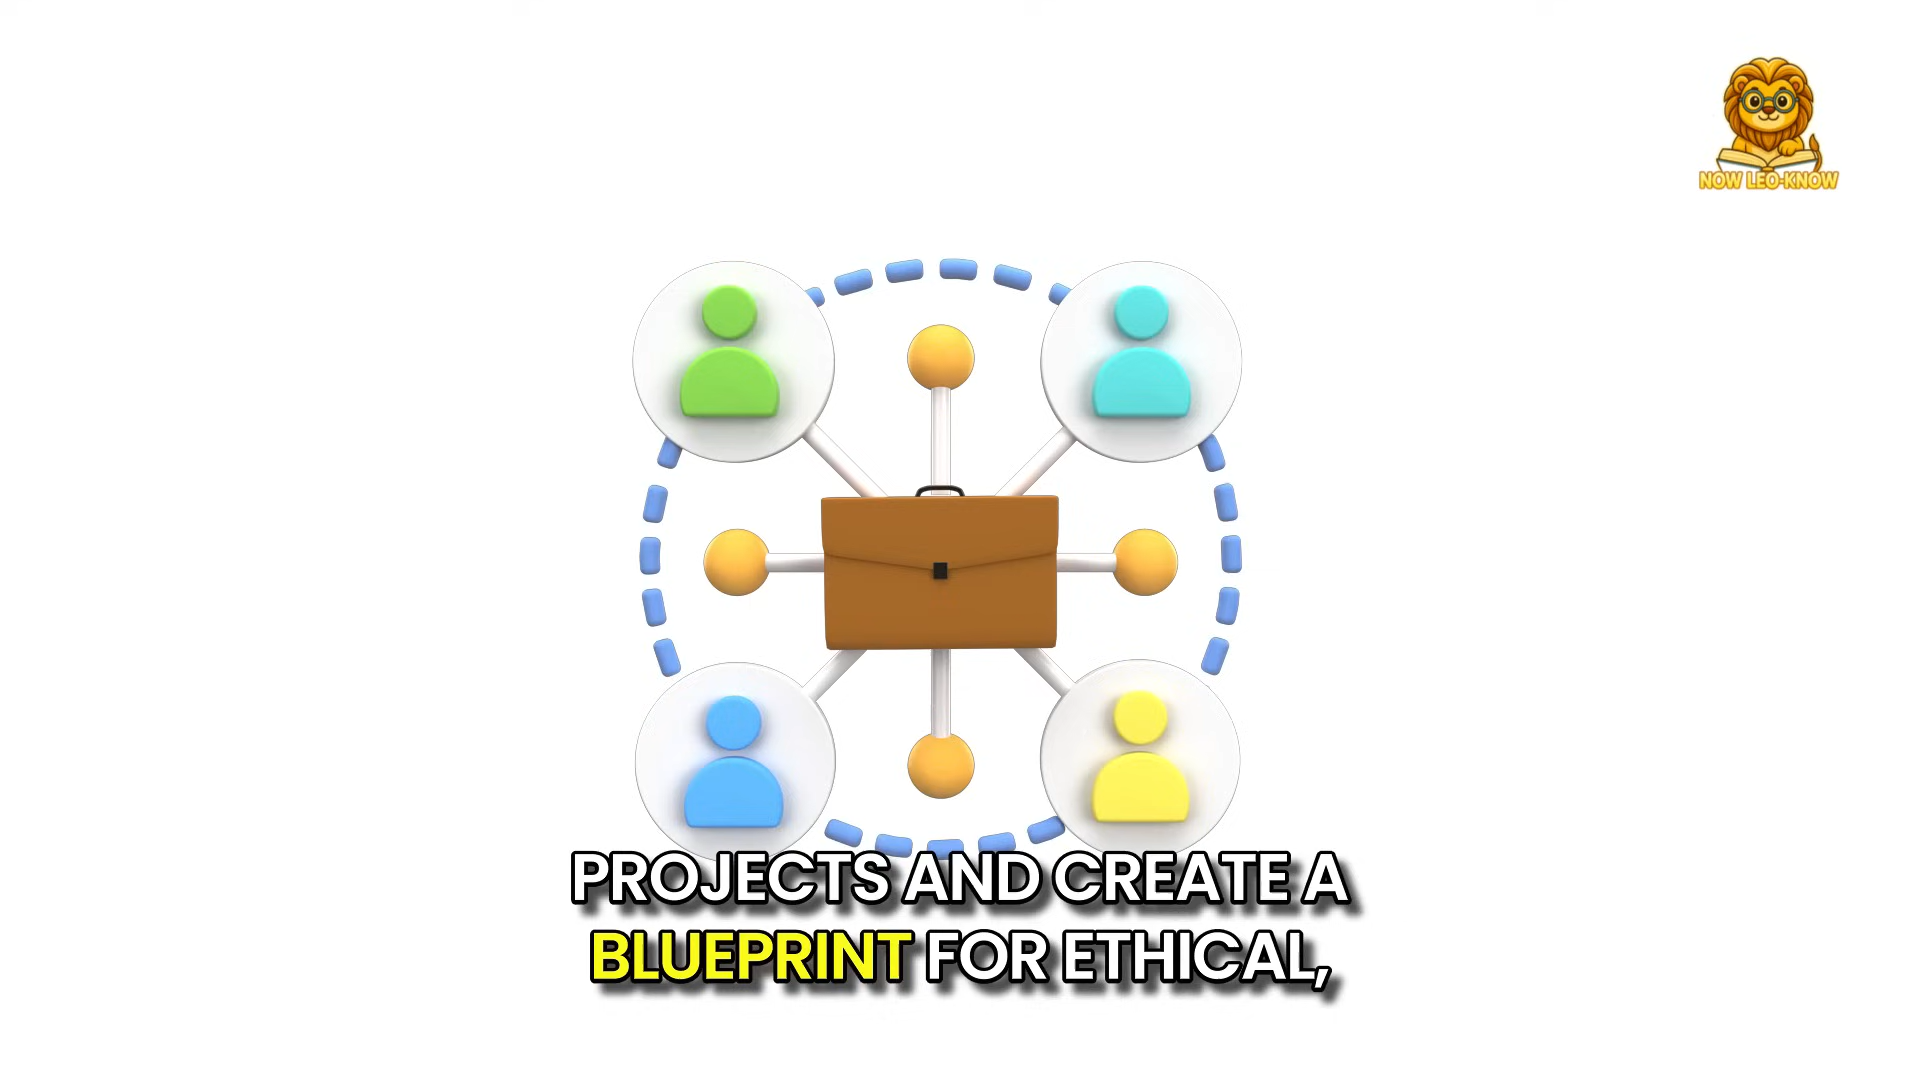 NOW LEO-KNOW
PROJECTS AND CREATE A
BLUEPRINT FOR ETHICAL,